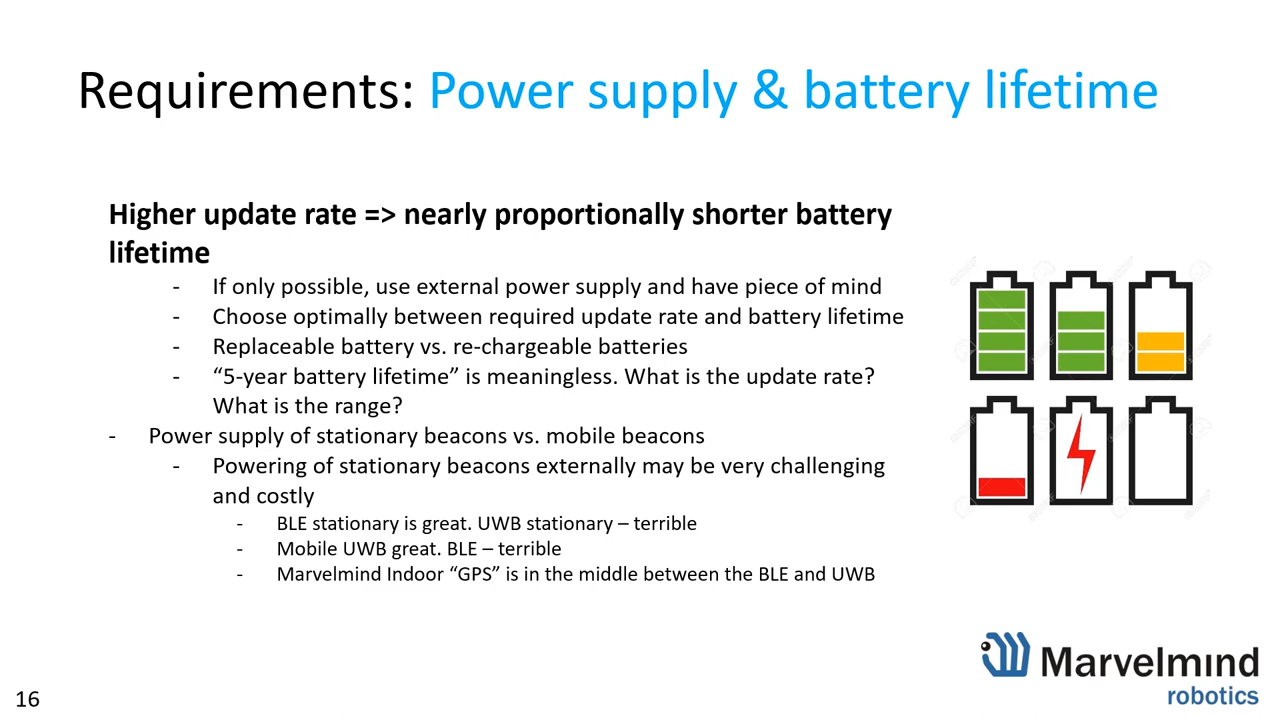 Requirements: Power supply & battery lifetime
Higher update rate => nearly proportionally shorter battery
lifetime
- If only possible, use external power supply and have piece of mind
- Choose optimally between required update rate and battery lifetime
- Replaceable battery vs. re-chargeable batteries
- “5-year battery lifetime” is meaningless. What is the update rate?
What is the range?
- Power supply of stationary beacons vs. mobile beacons
- Powering of stationary beacons externally may be very challenging
and costly
- BLE stationary is great. UWB stationary – terrible
- Mobile UWB great. BLE – terrible
- Marvelmind Indoor “GPS” is in the middle between the BLE and UWB
Marvelmind
robotics
16